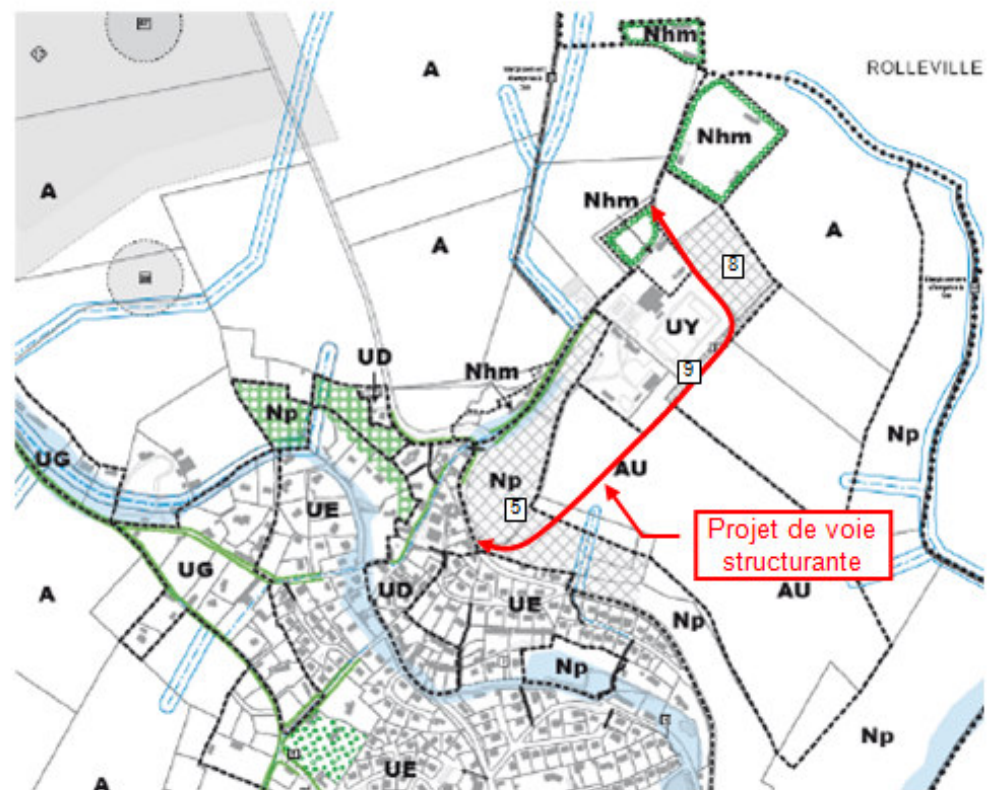 Nhm
A
ROLLEVILLE
Nhm
A
Nhm
A
A
8
UY
UD
Nhm
9
Np
Np
UG
AU
Np
5
UE
Projet de voie
structurante
UG
A
UD
UE
AU
Np
Np
Np
UE
A